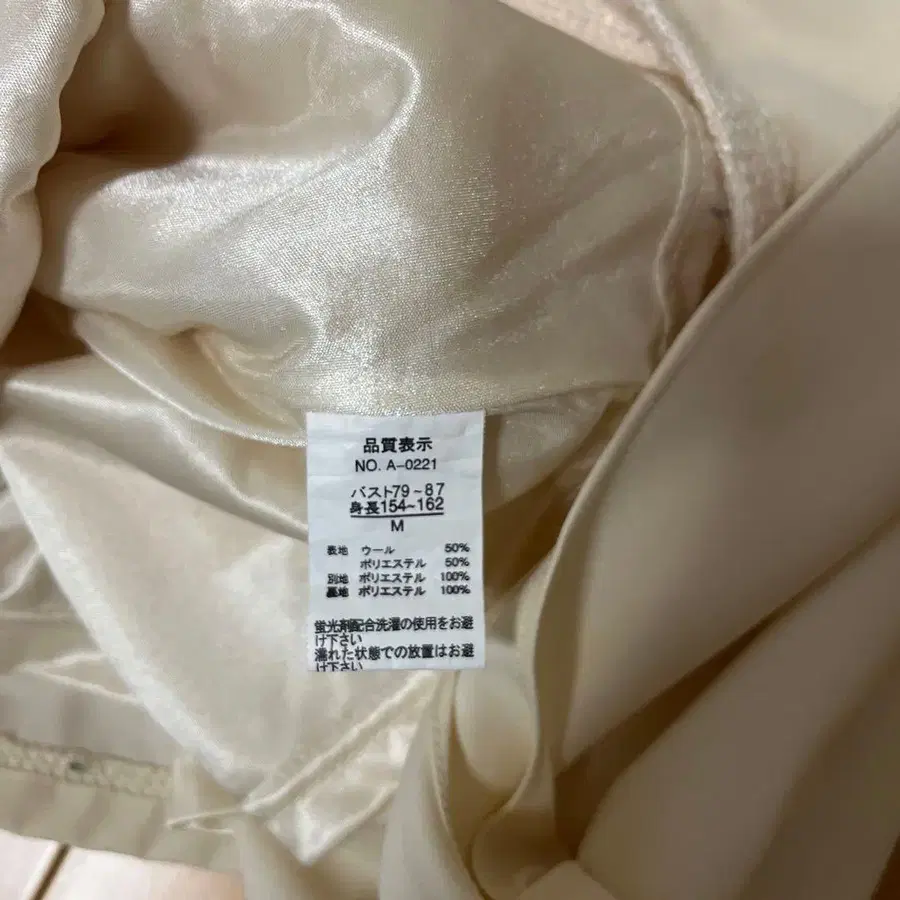 品質表示
NO. A-0221
バスト79~87
身長154~162
M
表地 ウール 50%
ポリエステル 50%
別地 ポリエステル 100%
裏地 ポリエステル 100%
蛍光剤配合洗濯の使用をお避
け下さい
濡れた状態での放置はお避
け下さい